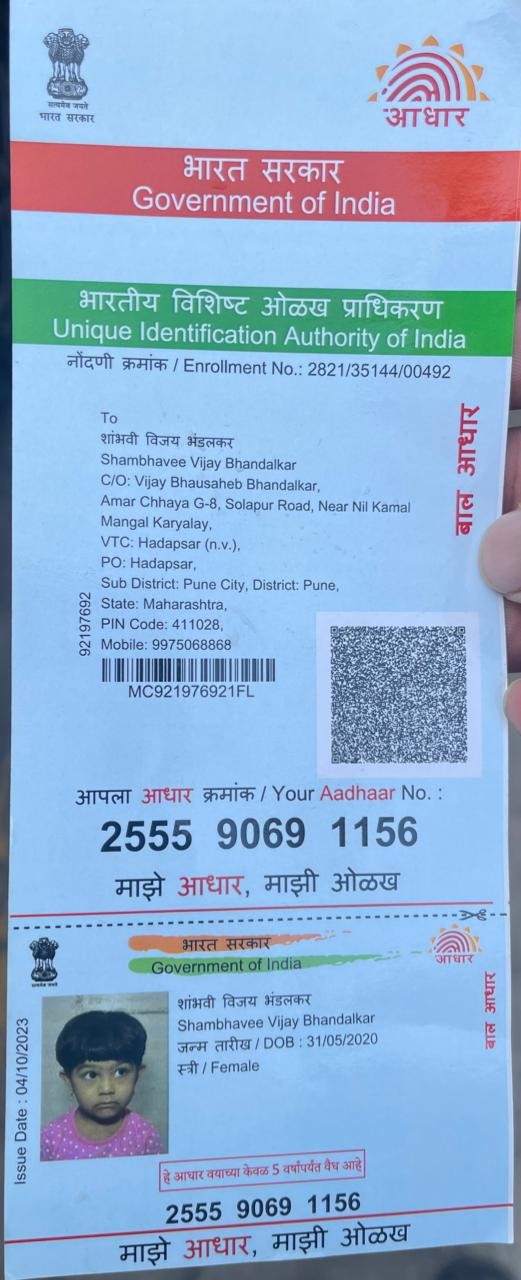 सत्यमेव जयते
भारत सरकार
आधार
भारत सरकार
Government of India
भारतीय विशिष्ट ओळख प्राधिकरण
Unique Identification Authority of India
नोंदणी क्रमांक / Enrollment No.: 2821/35144/00492
To
शांभवी विजय भंडलकर
Shambhavee Vijay Bhandalkar
C/O: Vijay Bhausaheb Bhandalkar,
Amar Chhaya G-8, Solapur Road, Near Nil Kamal
Mangal Karyalay,
VTC: Hadapsar (n.v.),
PO: Hadapsar,
Sub District: Pune City, District: Pune,
State: Maharashtra,
PIN Code: 411028,
Mobile: 9975068868
92197692
MC921976921FL
बाल आधार
आपला आधार क्रमांक / Your Aadhaar No. :
2555 9069 1156
माझे आधार, माझी ओळख
भारत सरकार
Government of India
आधार
शांभवी विजय भंडलकर
Shambhavee Vijay Bhandalkar
जन्म तारीख / DOB : 31/05/2020
स्त्री / Female
Issue Date : 04/10/2023
बाल आधार
हे आधार वयाच्या केवळ 5 वर्षांपर्यंत वैध आहे
2555 9069 1156
माझे आधार, माझी ओळख